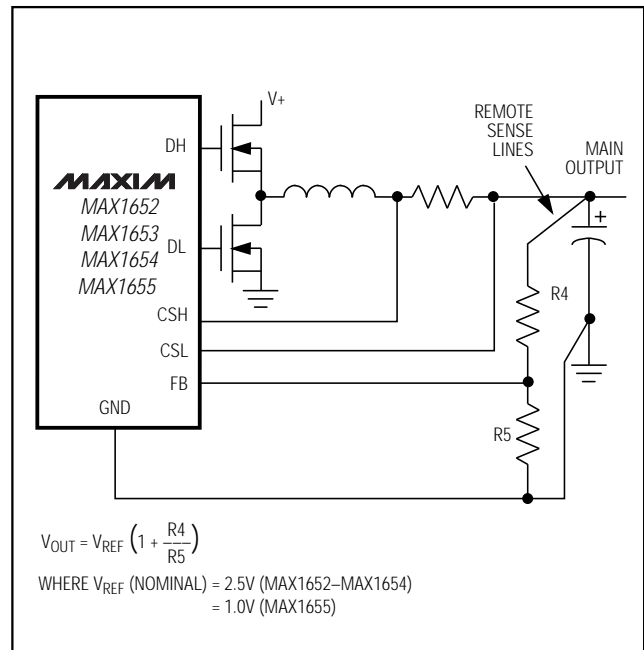 V+
REMOTE
SENSE
LINES
MAIN
OUTPUT
DH
MAXIM
MAX1652
MAX1653
MAX1654
MAX1655
DL
+
R4
CSH
CSL
FB
GND
R5
V_OUT = V_REF (1 + R4/R5)
WHERE V_REF (NOMINAL) = 2.5V (MAX1652–MAX1654)
= 1.0V (MAX1655)